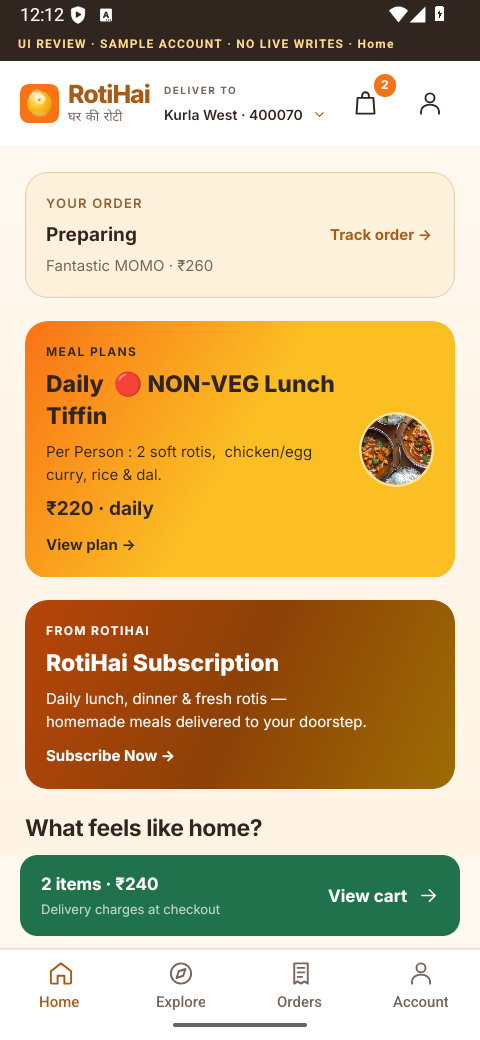 12:12
UI REVIEW · SAMPLE ACCOUNT · NO LIVE WRITES · Home
RotiHai
घर की रोटी
DELIVER TO
Kurla West · 400070
2
YOUR ORDER
Preparing
Track order →
Fantastic MOMO · ₹260
MEAL PLANS
Daily 🔴 NON-VEG Lunch
Tiffin
Per Person : 2 soft rotis, chicken/egg
curry, rice & dal.
₹220 · daily
View plan →
FROM ROTIHAI
RotiHai Subscription
Daily lunch, dinner & fresh rotis —
homemade meals delivered to your doorstep.
Subscribe Now →
What feels like home?
2 items · ₹240
Delivery charges at checkout
View cart →
Home
Explore
Orders
Account